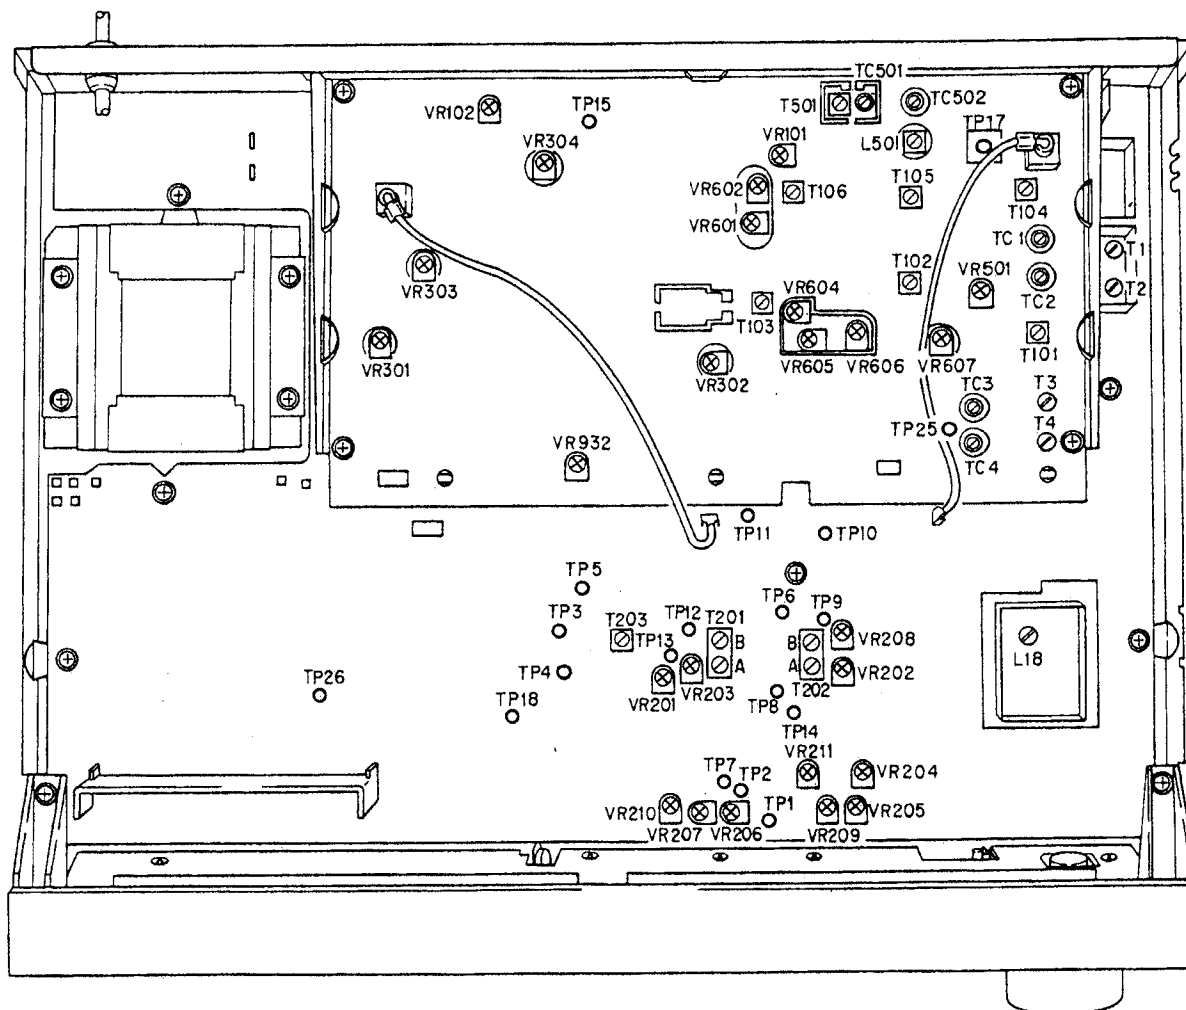 TC501
T501
TC502
VR102
TP15
TP17
VR304
VR101
L501
VR602
T106
T105
T104
VR601
TC1
T1
T102
VR501
VR303
TC2
T2
VR604
T103
T101
VR301
VR302
VR605
VR606
VR607
TC3
T3
T4
TP25
VR932
TC4
TP11
TP10
TP5
TP3
TP6
TP9
TP12
T201
T203
B
B
VR208
TP13
A
A
VR202
L18
TP4
VR203
T202
VR201
TP26
TP8
TP18
TP14
VR211
TP7
TP2
VR204
VR210
VR205
TP1
VR207
VR206
VR209